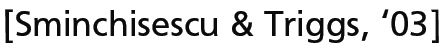 [Sminchisescu & Triggs, ‘03]